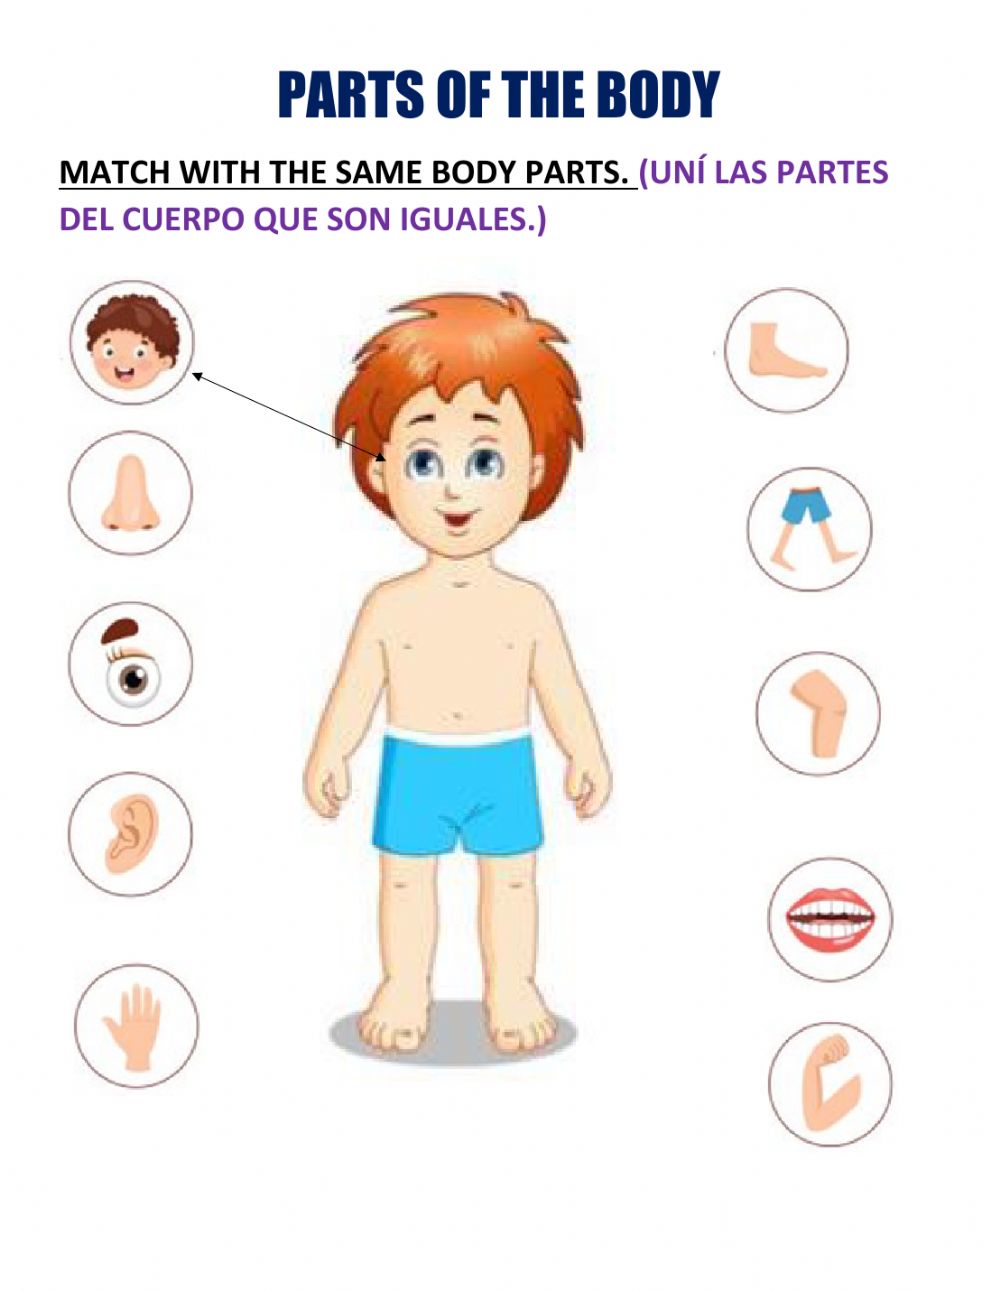 PARTS OF THE BODY
MATCH WITH THE SAME BODY PARTS. (UNÍ LAS PARTES
DEL CUERPO QUE SON IGUALES.)